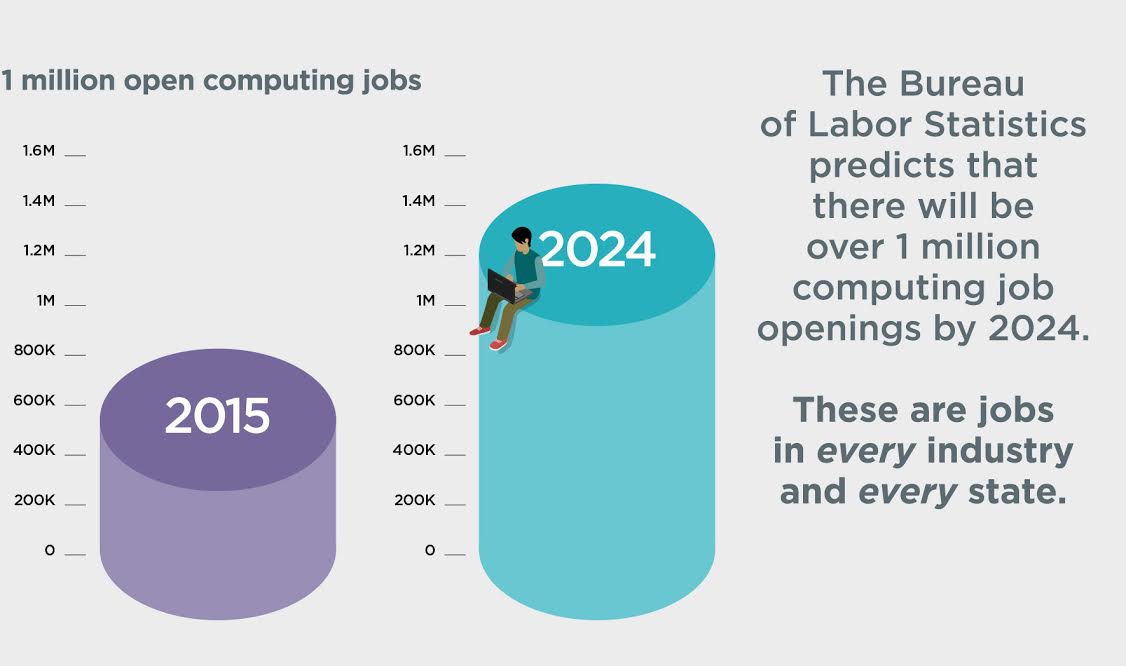 1 million open computing jobs
1.6M
1.4M
1.2M
1M
800K
600K
400K
200K
0
2015
1.6M
1.4M
1.2M
1M
800K
600K
400K
200K
0
2024
The Bureau
of Labor Statistics
predicts that
there will be
over 1 million
computing job
openings by 2024.
These are jobs
in every industry
and every state.